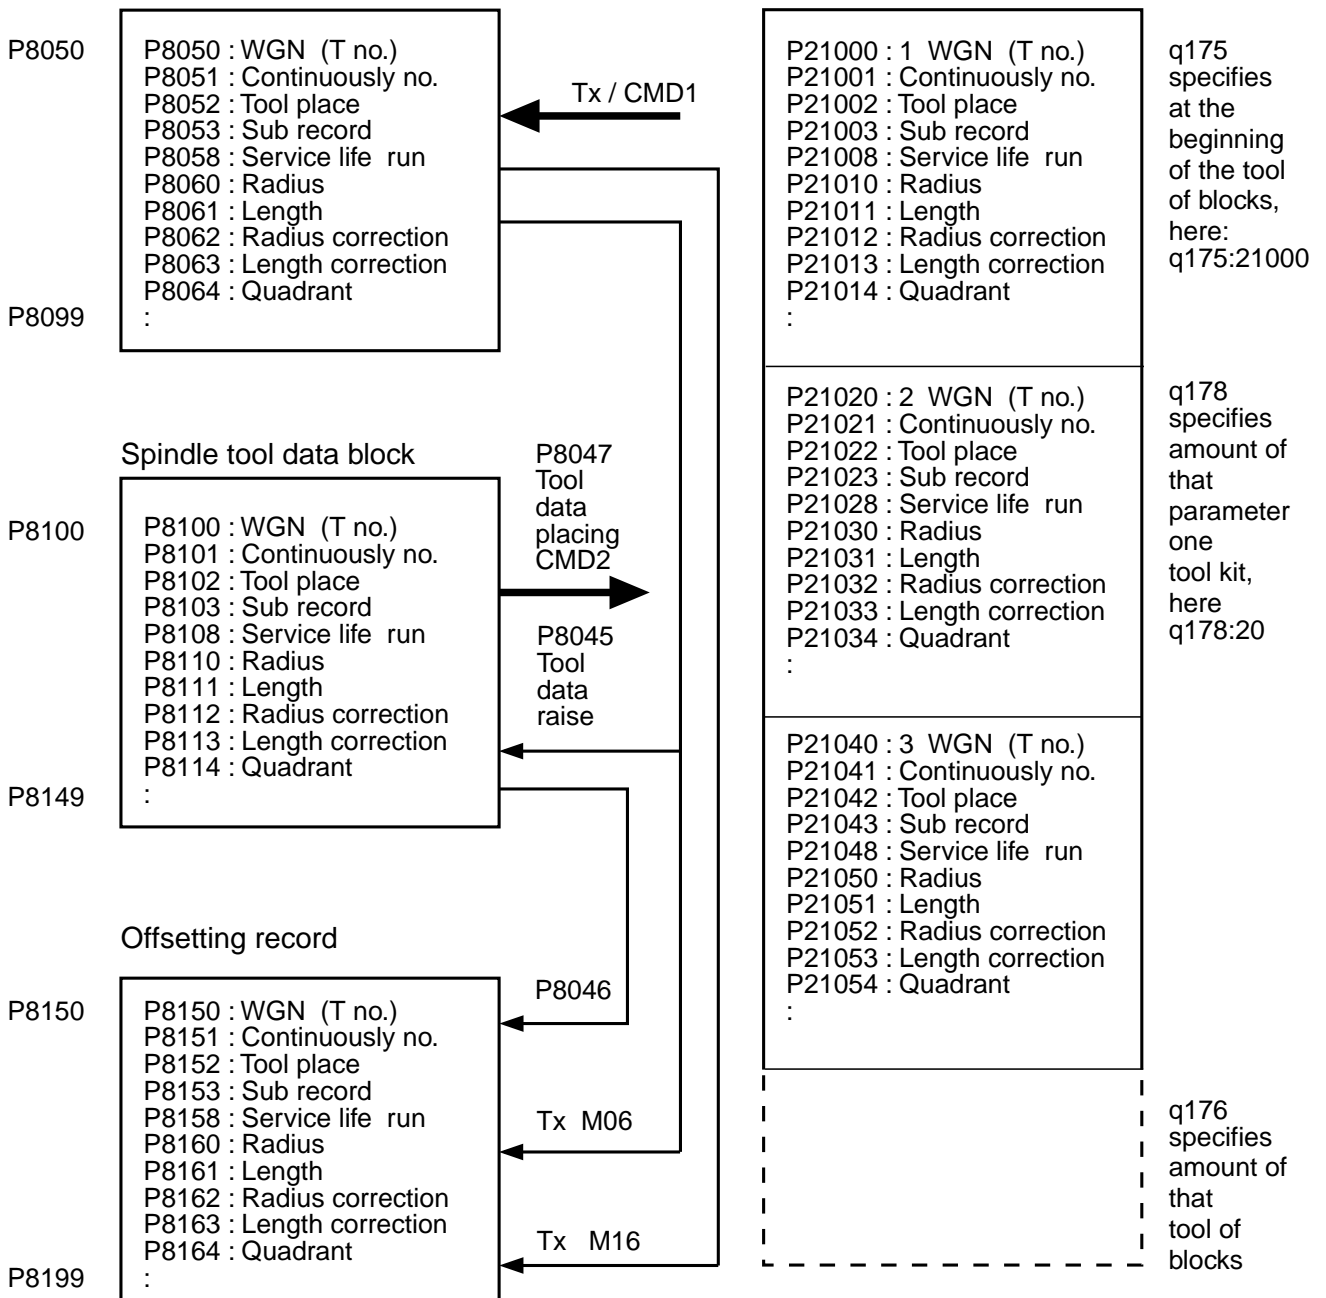 P8050
P8050 : WGN (T no.)
P8051 : Continuously no.
P8052 : Tool place
P8053 : Sub record
P8058 : Service life run
P8060 : Radius
P8061 : Length
P8062 : Radius correction
P8063 : Length correction
P8064 : Quadrant
:
P8099
Tx / CMD1
Spindle tool data block
P8100
P8100 : WGN (T no.)
P8101 : Continuously no.
P8102 : Tool place
P8103 : Sub record
P8108 : Service life run
P8110 : Radius
P8111 : Length
P8112 : Radius correction
P8113 : Length correction
P8114 : Quadrant
:
P8149
P8047
Tool
data
placing
CMD2
P8045
Tool
data
raise
Offsetting record
P8150
P8150 : WGN (T no.)
P8151 : Continuously no.
P8152 : Tool place
P8153 : Sub record
P8158 : Service life run
P8160 : Radius
P8161 : Length
P8162 : Radius correction
P8163 : Length correction
P8164 : Quadrant
:
P8199
P8046
Tx M06
Tx M16
P21000 : 1 WGN (T no.)
P21001 : Continuously no.
P21002 : Tool place
P21003 : Sub record
P21008 : Service life run
P21010 : Radius
P21011 : Length
P21012 : Radius correction
P21013 : Length correction
P21014 : Quadrant
:
P21020 : 2 WGN (T no.)
P21021 : Continuously no.
P21022 : Tool place
P21023 : Sub record
P21028 : Service life run
P21030 : Radius
P21031 : Length
P21032 : Radius correction
P21033 : Length correction
P21034 : Quadrant
:
P21040 : 3 WGN (T no.)
P21041 : Continuously no.
P21042 : Tool place
P21043 : Sub record
P21048 : Service life run
P21050 : Radius
P21051 : Length
P21052 : Radius correction
P21053 : Length correction
P21054 : Quadrant
:
q175
specifies
at the
beginning
of the tool
of blocks,
here:
q175:21000
q178
specifies
amount of
that
parameter
one
tool kit,
here
q178:20
q176
specifies
amount of
that
tool of
blocks